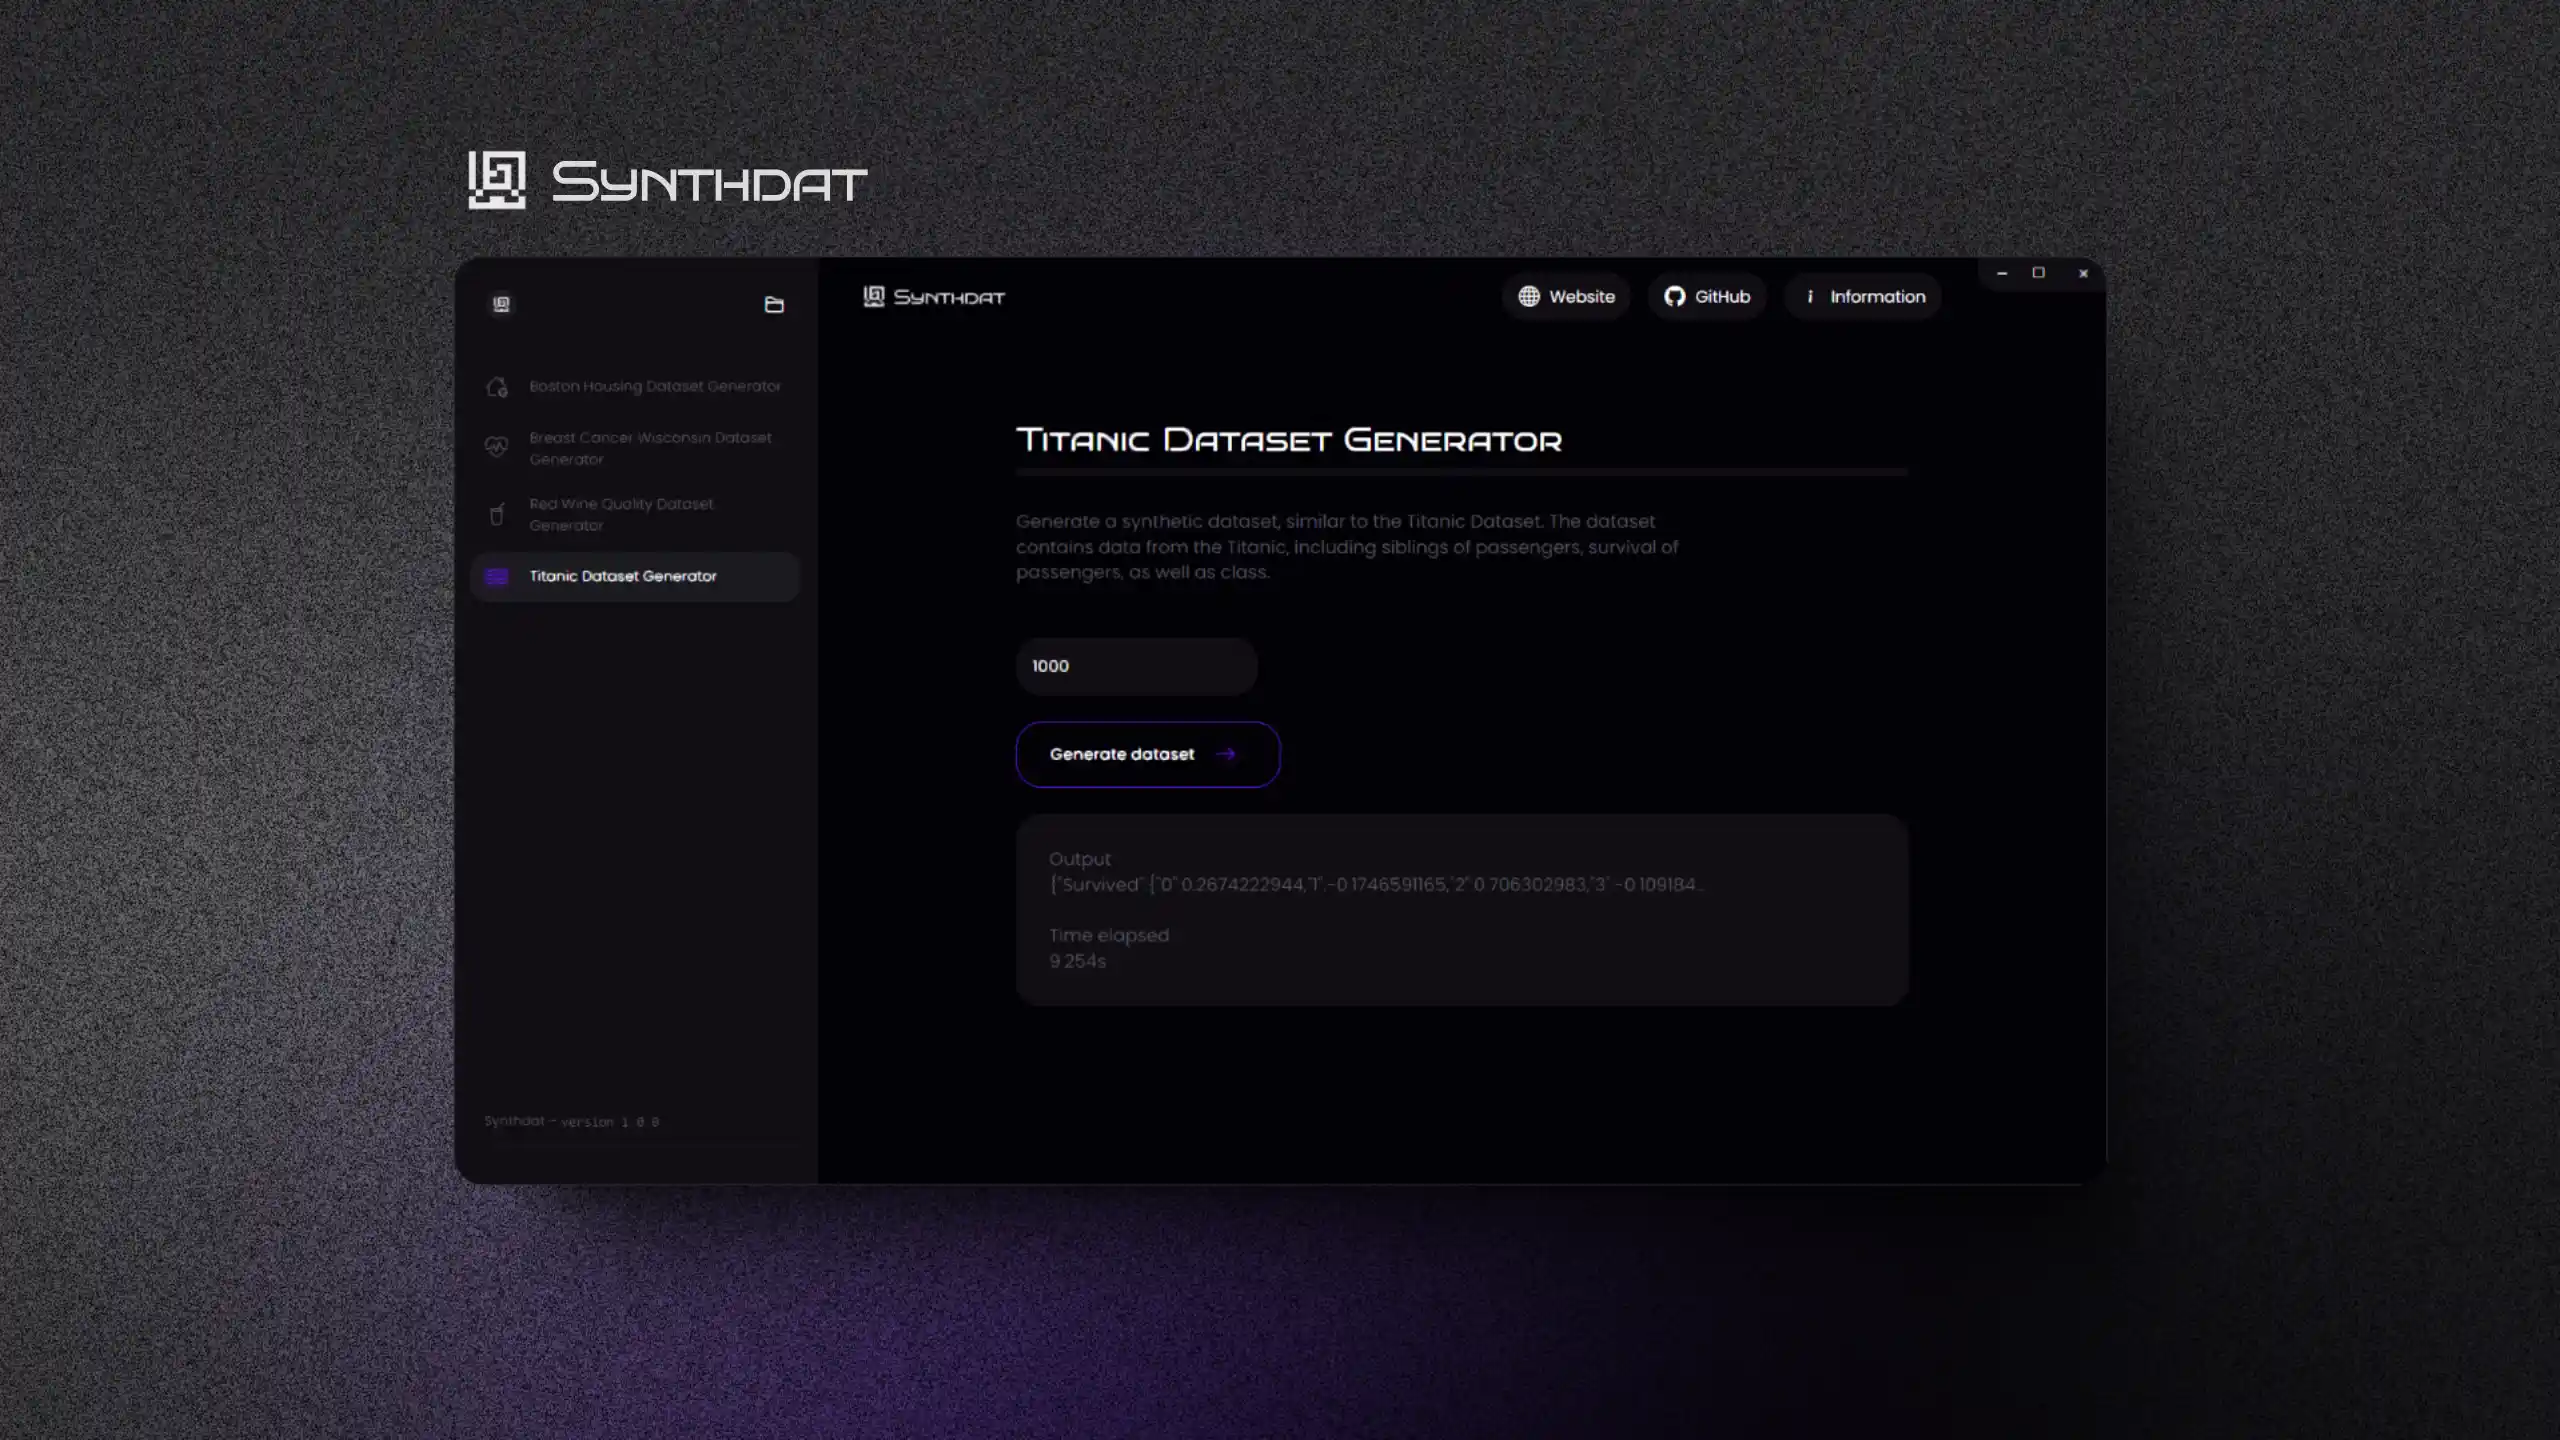 Synthdat
Synthdat
Website
GitHub
Information
Boston Housing Dataset Generator
Breast Cancer Wisconsin Dataset
Generator
Red Wine Quality Dataset
Generator
Titanic Dataset Generator
Synthdat - version 1.0.0
Titanic Dataset Generator
Generate a synthetic dataset, similar to the Titanic Dataset. The dataset
contains data from the Titanic, including siblings of passengers, survival of
passengers, as well as class.
1000
Generate dataset
Output
{"Survived":{"0":0.2674222944,"1":-0.1746591165,"2":0.706302983,"3":-0.109184...
Time elapsed
9.254s